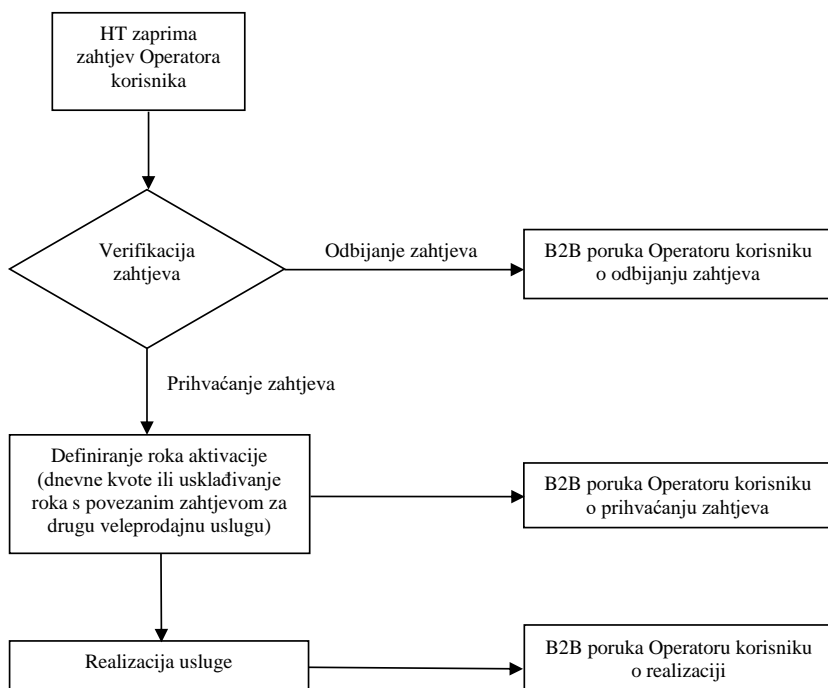 HT zaprima
zahtjev Operatora
korisnika
Verifikacija
zahtjeva
Odbijanje zahtjeva
B2B poruka Operatoru korisniku
o odbijanju zahtjeva
Prihvaćanje zahtjeva
Definiranje roka aktivacije
(dnevne kvote ili usklađivanje
roka s povezanim zahtjevom za
drugu veleprodajnu uslugu)
B2B poruka Operatoru korisniku
o prihvaćanju zahtjeva
Realizacija usluge
B2B poruka Operatoru korisniku
o realizaciji